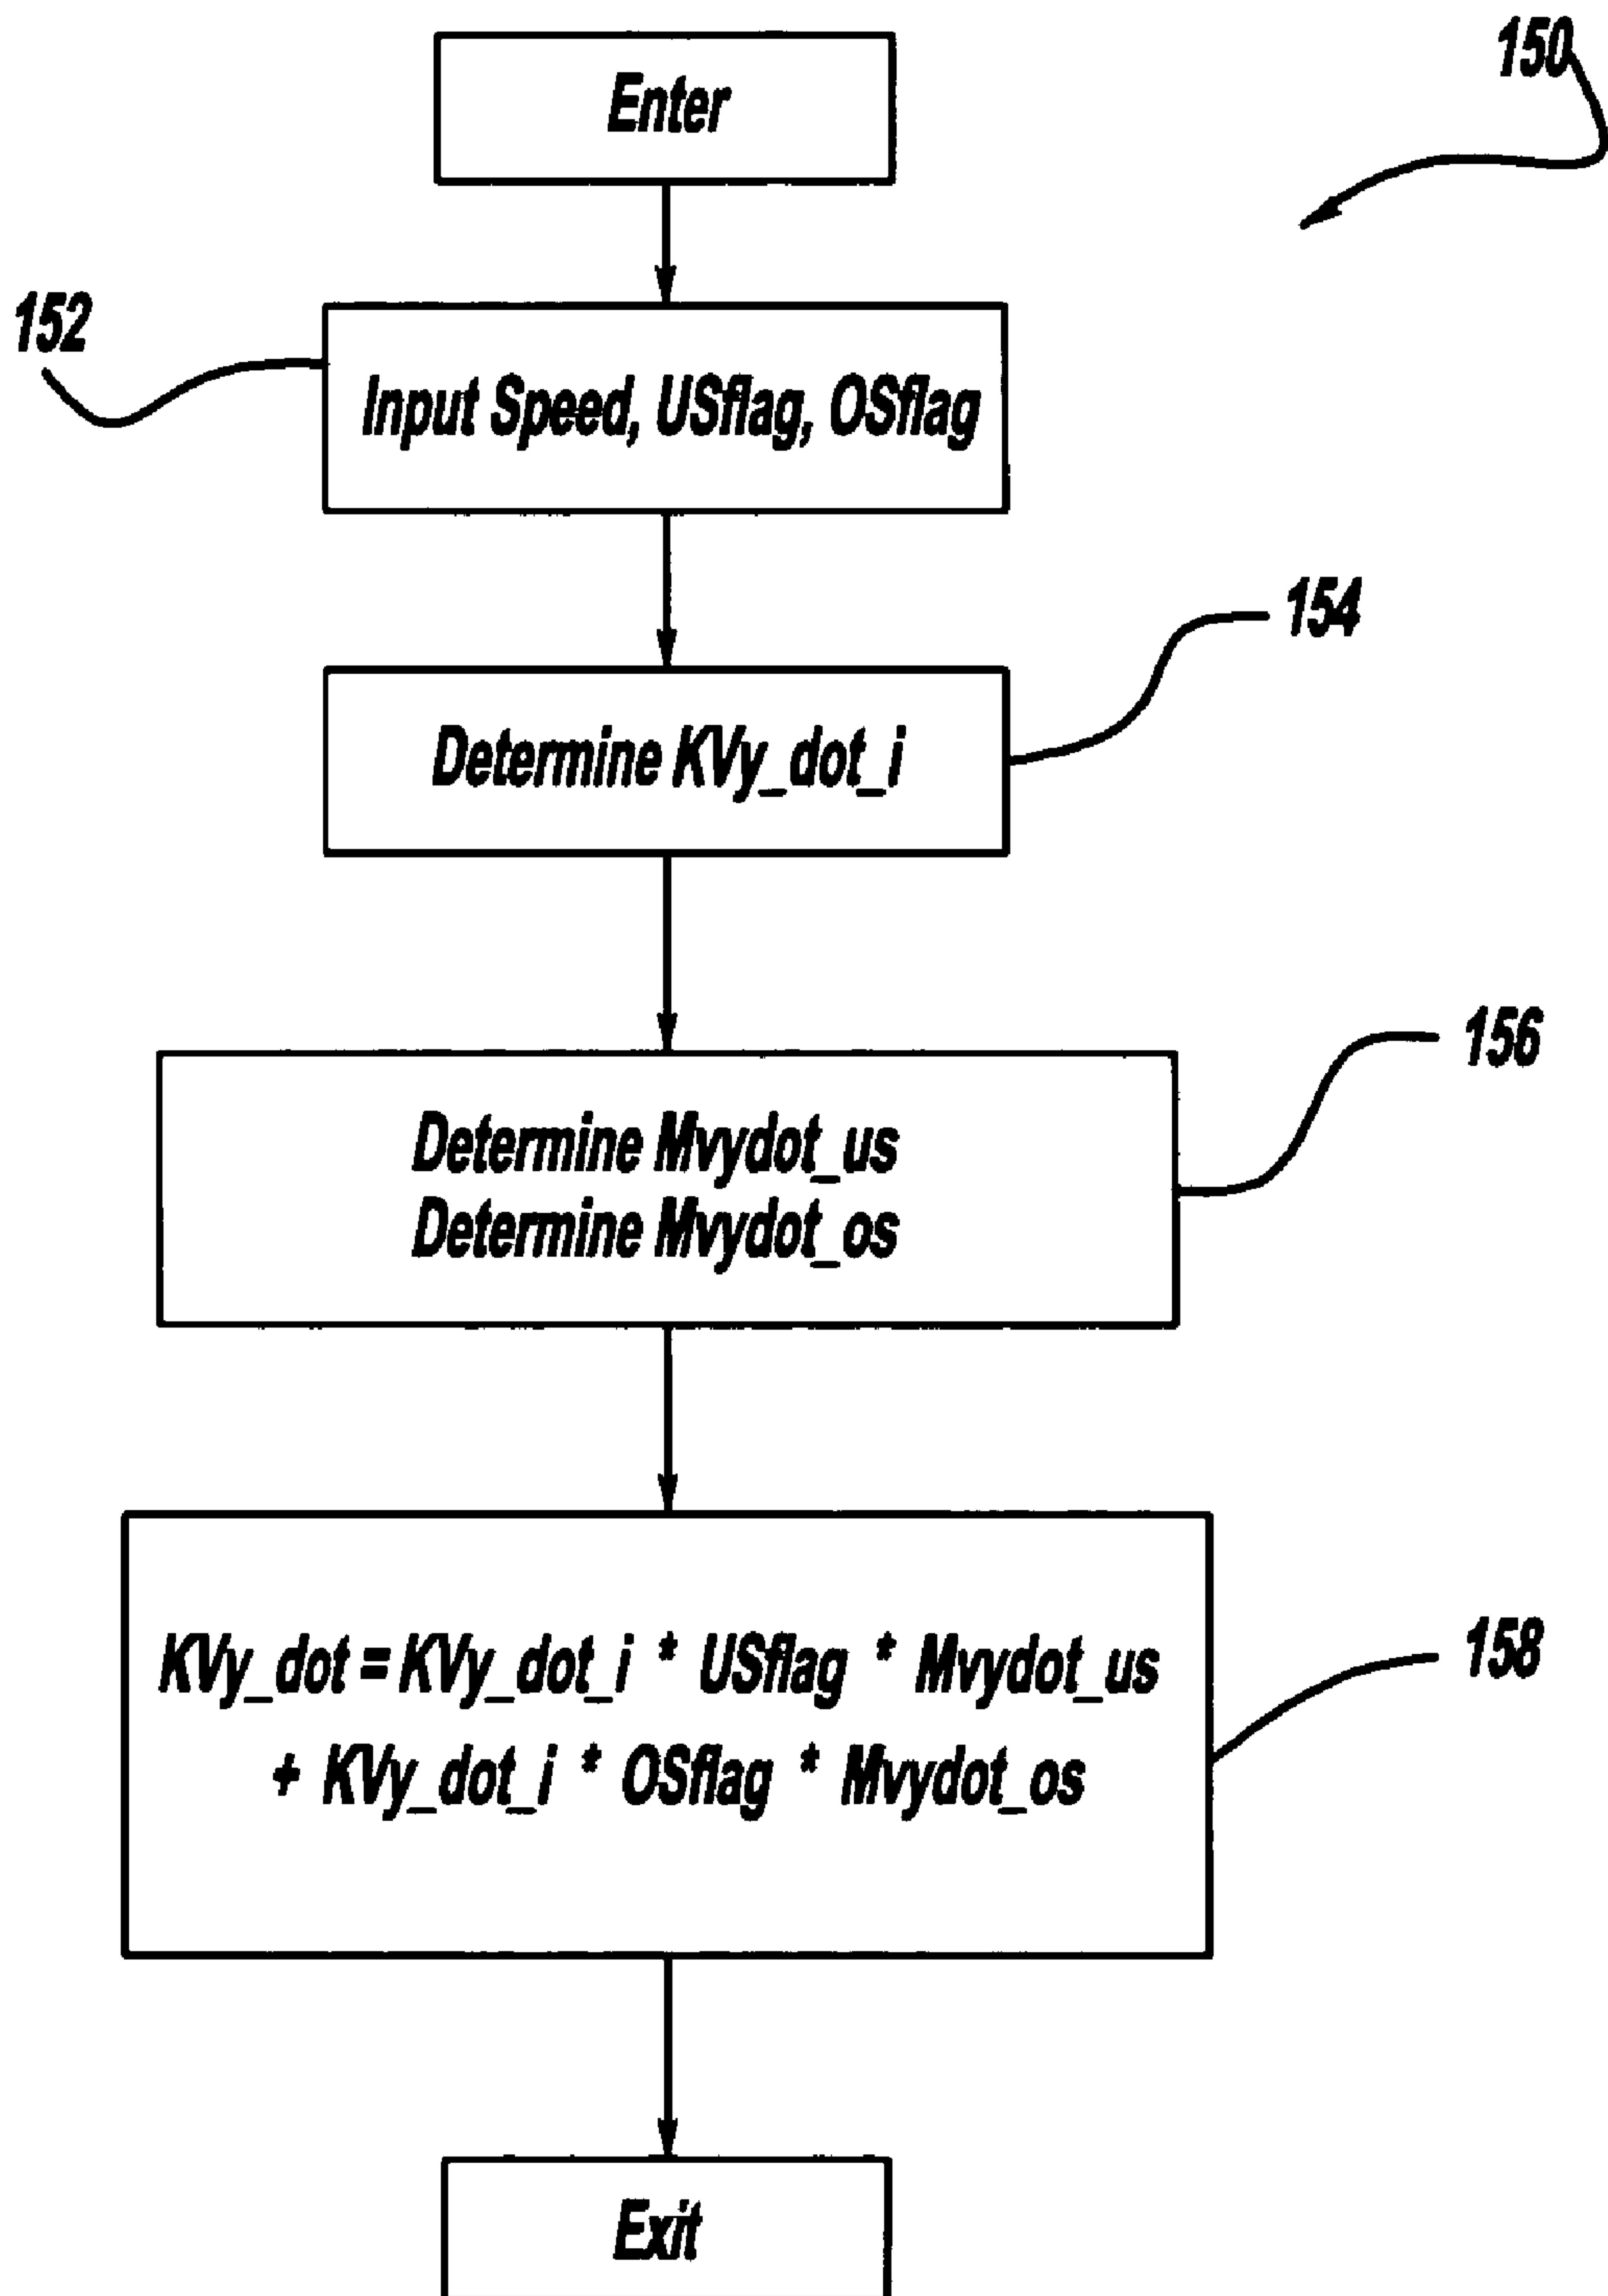 Enter
150
152
Input Speed, USflag, OSflag
154
Determine KVy_dot_i
156
Determine Mvydot_us
Determine Mvydot_os
KVy_dot = KVy_dot_i * USflag * Mvydot_us
+ KVy_dot_i * OSflag * Mvydot_os
158
Exit